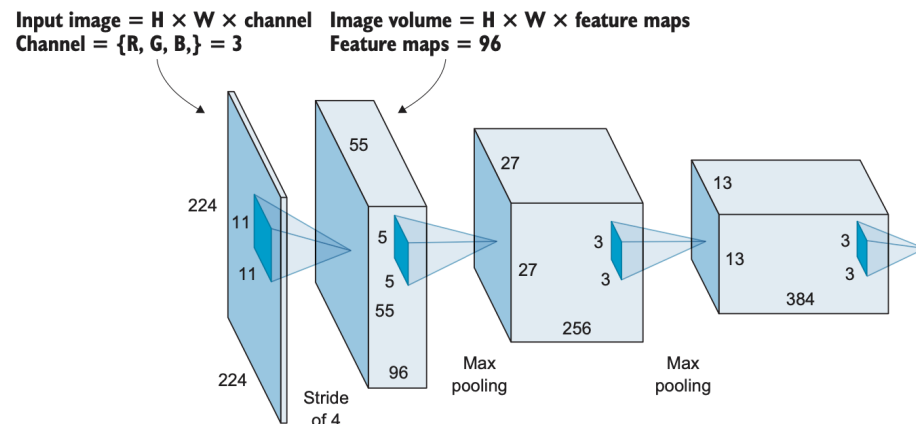 Input image = H × W × channel
Channel = {R, G, B,} = 3
Image volume = H × W × feature maps
Feature maps = 96
224
11
11
224
Stride
of 4
55
5
5
55
96
Max
pooling
27
3
3
27
256
Max
pooling
13
3
3
13
384